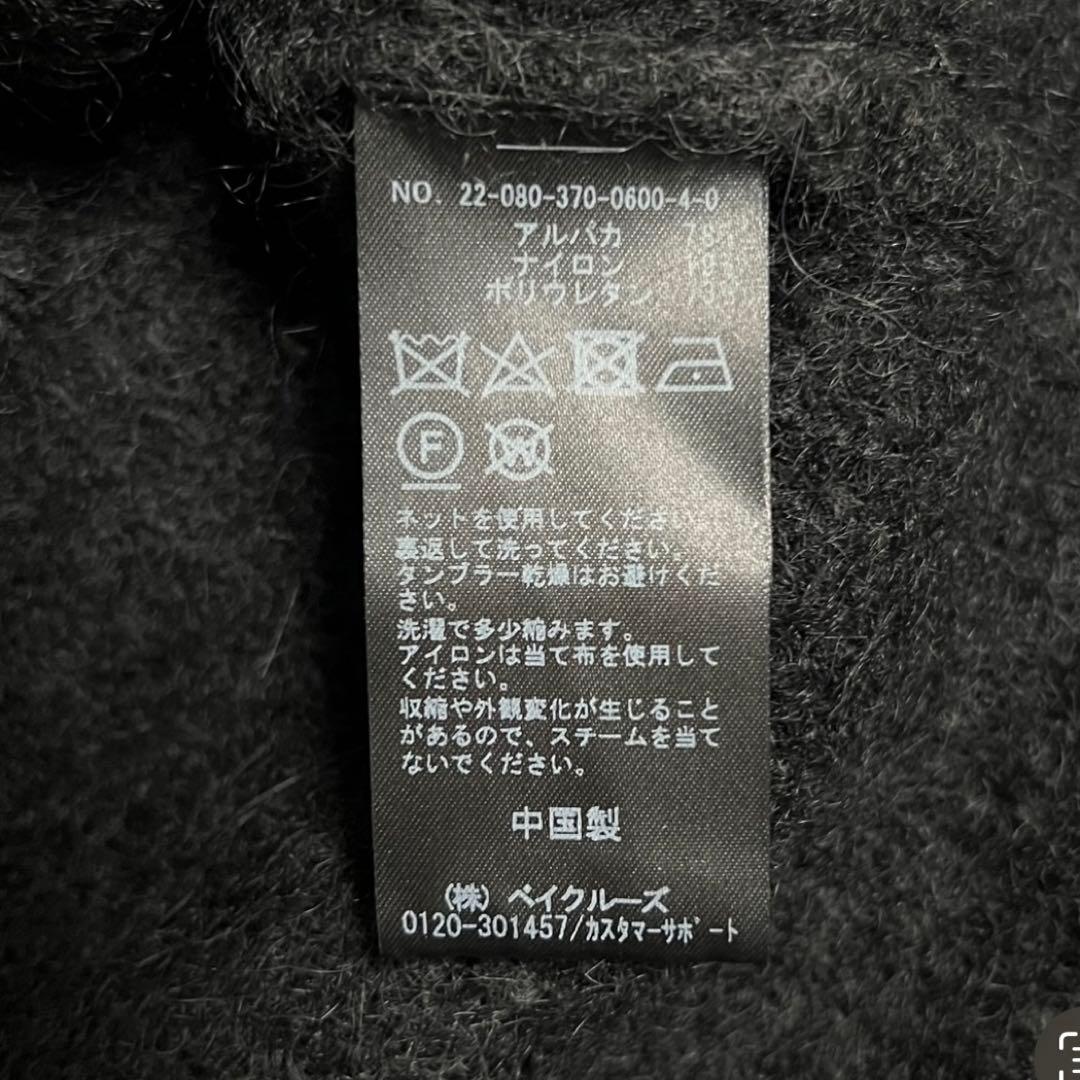 NO. 22-080-370-0600-4-0
アルパカ
ナイロン
ポリウレタン
F
W
ネットを使用してください。
裏返して洗ってください。
タンブラー乾燥はお避けくだ
さい。
洗濯で多少縮みます。
アイロンは当て布を使用して
ください。
収縮や外観変化が生じること
があるので、スチームを当て
ないでください。
中国製
(株) ベイクルーズ
0120-301457/カスタマーサポート